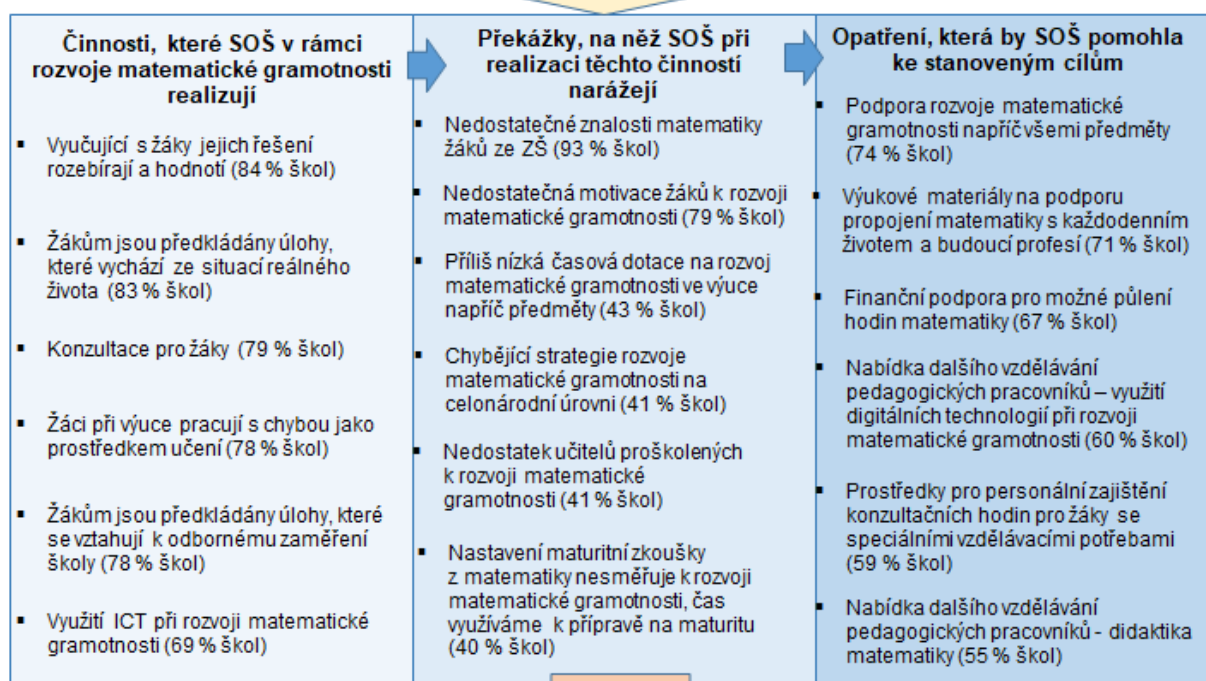 Činnosti, které SOŠ v rámci
rozvoje matematické gramotnosti
realizují
▪ Vyučující s žáky jejich řešení
rozebírají a hodnotí (84 % škol)
▪ Žákům jsou předkládány úlohy,
které vychází ze situací reálného
života (83 % škol)
▪ Konzultace pro žáky (79 % škol)
▪ Žáci při výuce pracují s chybou jako
prostředkem učení (78 % škol)
▪ Žákům jsou předkládány úlohy, které
se vztahují k odbornému zaměření
školy (78 % škol)
▪ Využití ICT při rozvoji matematické
gramotnosti (69 % škol)
Překážky, na něž SOŠ při
realizaci těchto činností
narážejí
▪ Nedostatečné znalosti matematiky
žáků ze ZŠ (93 % škol)
▪ Nedostatečná motivace žáků k rozvoji
matematické gramotnosti (79 % škol)
▪ Příliš nízká časová dotace na rozvoj
matematické gramotnosti ve výuce
napříč předměty (43 % škol)
▪ Chybějící strategie rozvoje
matematické gramotnosti na
celonárodní úrovni (41 % škol)
▪ Nedostatek učitelů proškolených
k rozvoji matematické
gramotnosti (41 % škol)
▪ Nastavení maturitní zkoušky
z matematiky nesměřuje k rozvoji
matematické gramotnosti, čas
využíváme k přípravě na maturitu
(40 % škol)
Opatření, která by SOŠ pomohla
ke stanoveným cílům
▪ Podpora rozvoje matematické
gramotnosti napříč všemi předměty
(74 % škol)
▪ Výukové materiály na podporu
propojení matematiky s každodenním
životem a budoucí profesí (71 % škol)
▪ Finanční podpora pro možné půlení
hodin matematiky (67 % škol)
▪ Nabídka dalšího vzdělávání
pedagogických pracovníků – využití
digitálních technologií při rozvoji
matematické gramotnosti (60 % škol)
▪ Prostředky pro personální zajištění
konzultačních hodin pro žáky se
speciálními vzdělávacími potřebami
(59 % škol)
▪ Nabídka dalšího vzdělávání
pedagogických pracovníků - didaktika
matematiky (55 % škol)